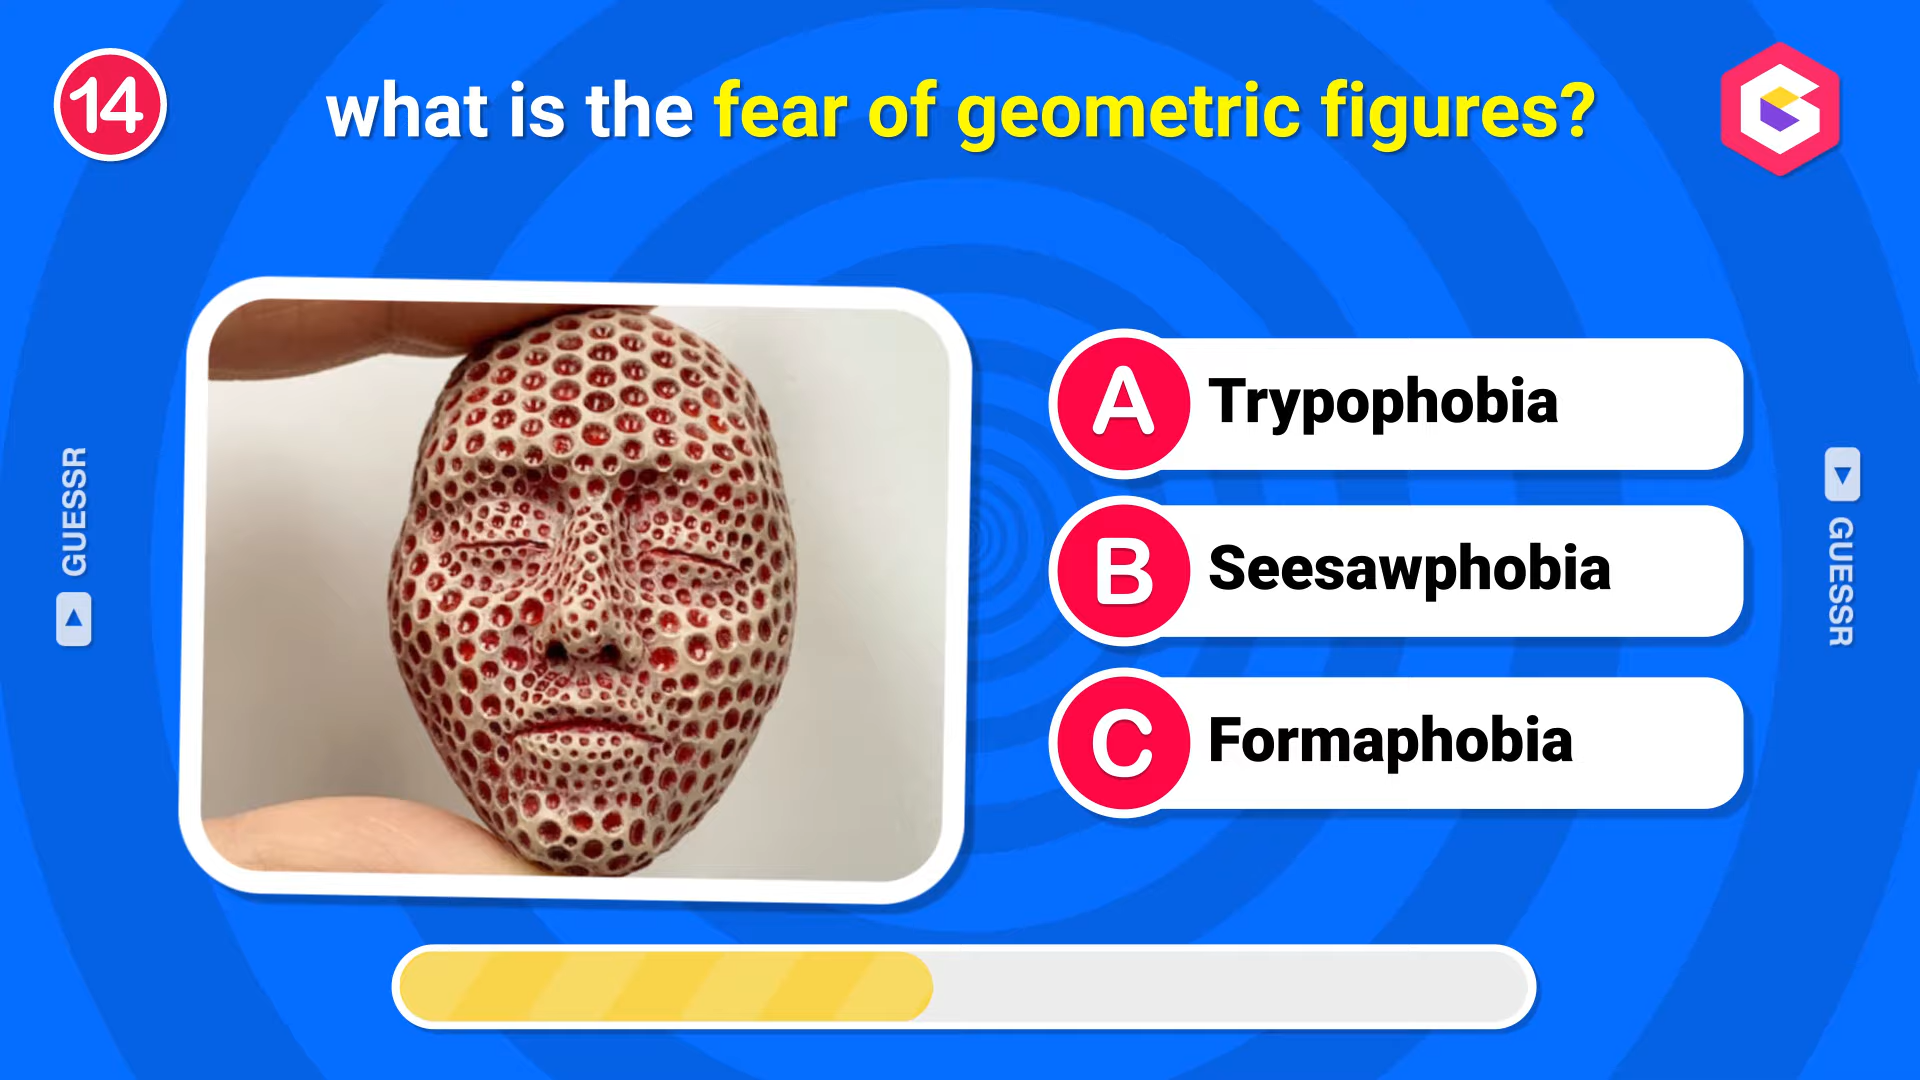 14
what is the fear of geometric figures?
A Trypophobia
B Seesawphobia
C Formaphobia
GUESSR
GUESSR